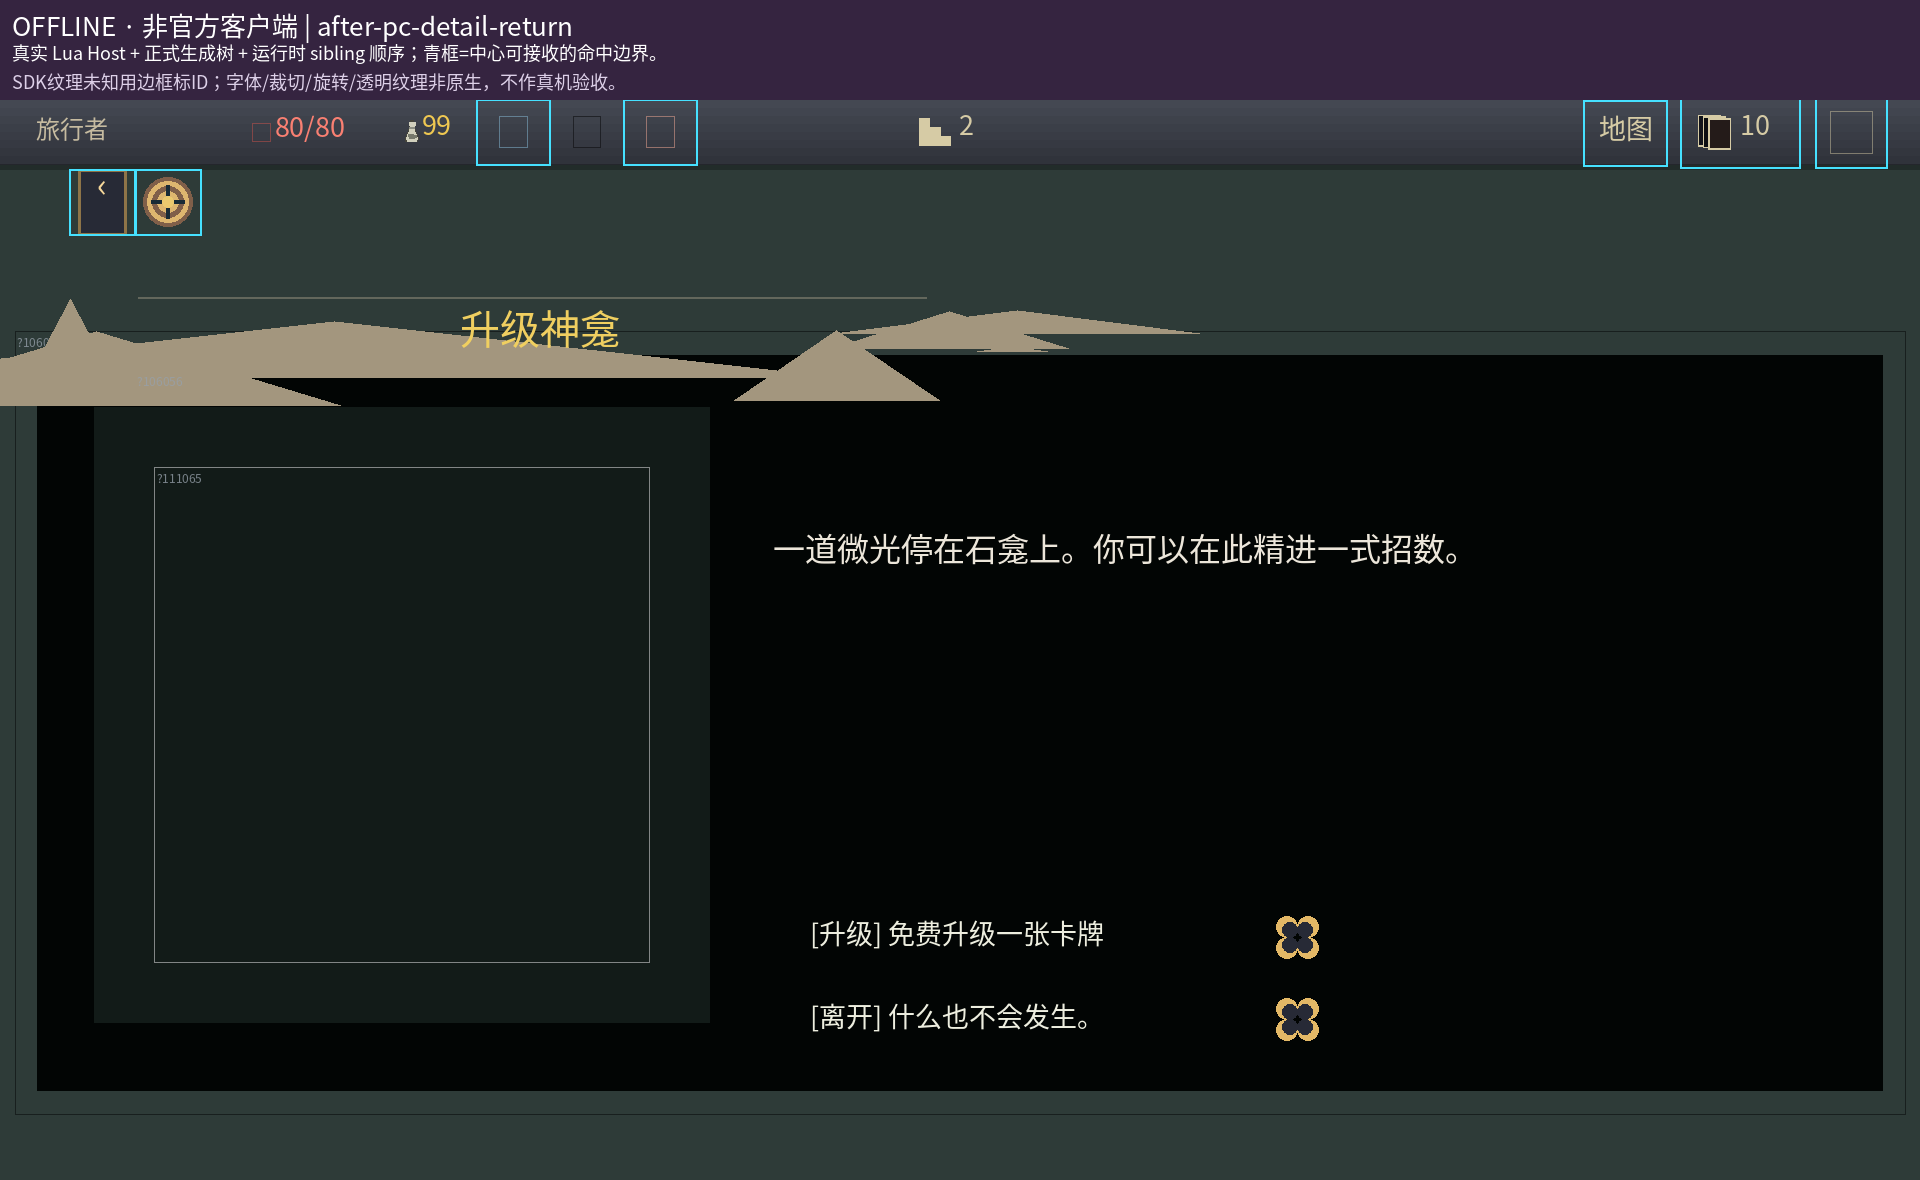 OFFLINE · 非官方客户端 | after-pc-detail-return
真实 Lua Host + 正式生成树 + 运行时 sibling 顺序；青框=中心可接收的命中边界。
SDK纹理未知用边框标ID；字体/裁切/旋转/透明纹理非原生，不作真机验收。
旅行者 80/80 99 2 地图 10
‹
升级神龛
?1060
?111065
一道微光停在石龛上。你可以在此精进一式招数。
[升级] 免费升级一张卡牌
[离开] 什么也不会发生。